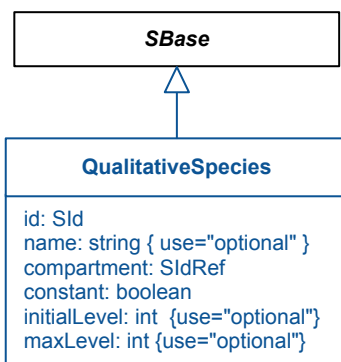 SBase
QualitativeSpecies
id: SId
name: string { use="optional" }
compartment: SIdRef
constant: boolean
initialLevel: int  {use="optional"}
maxLevel: int {use="optional"}